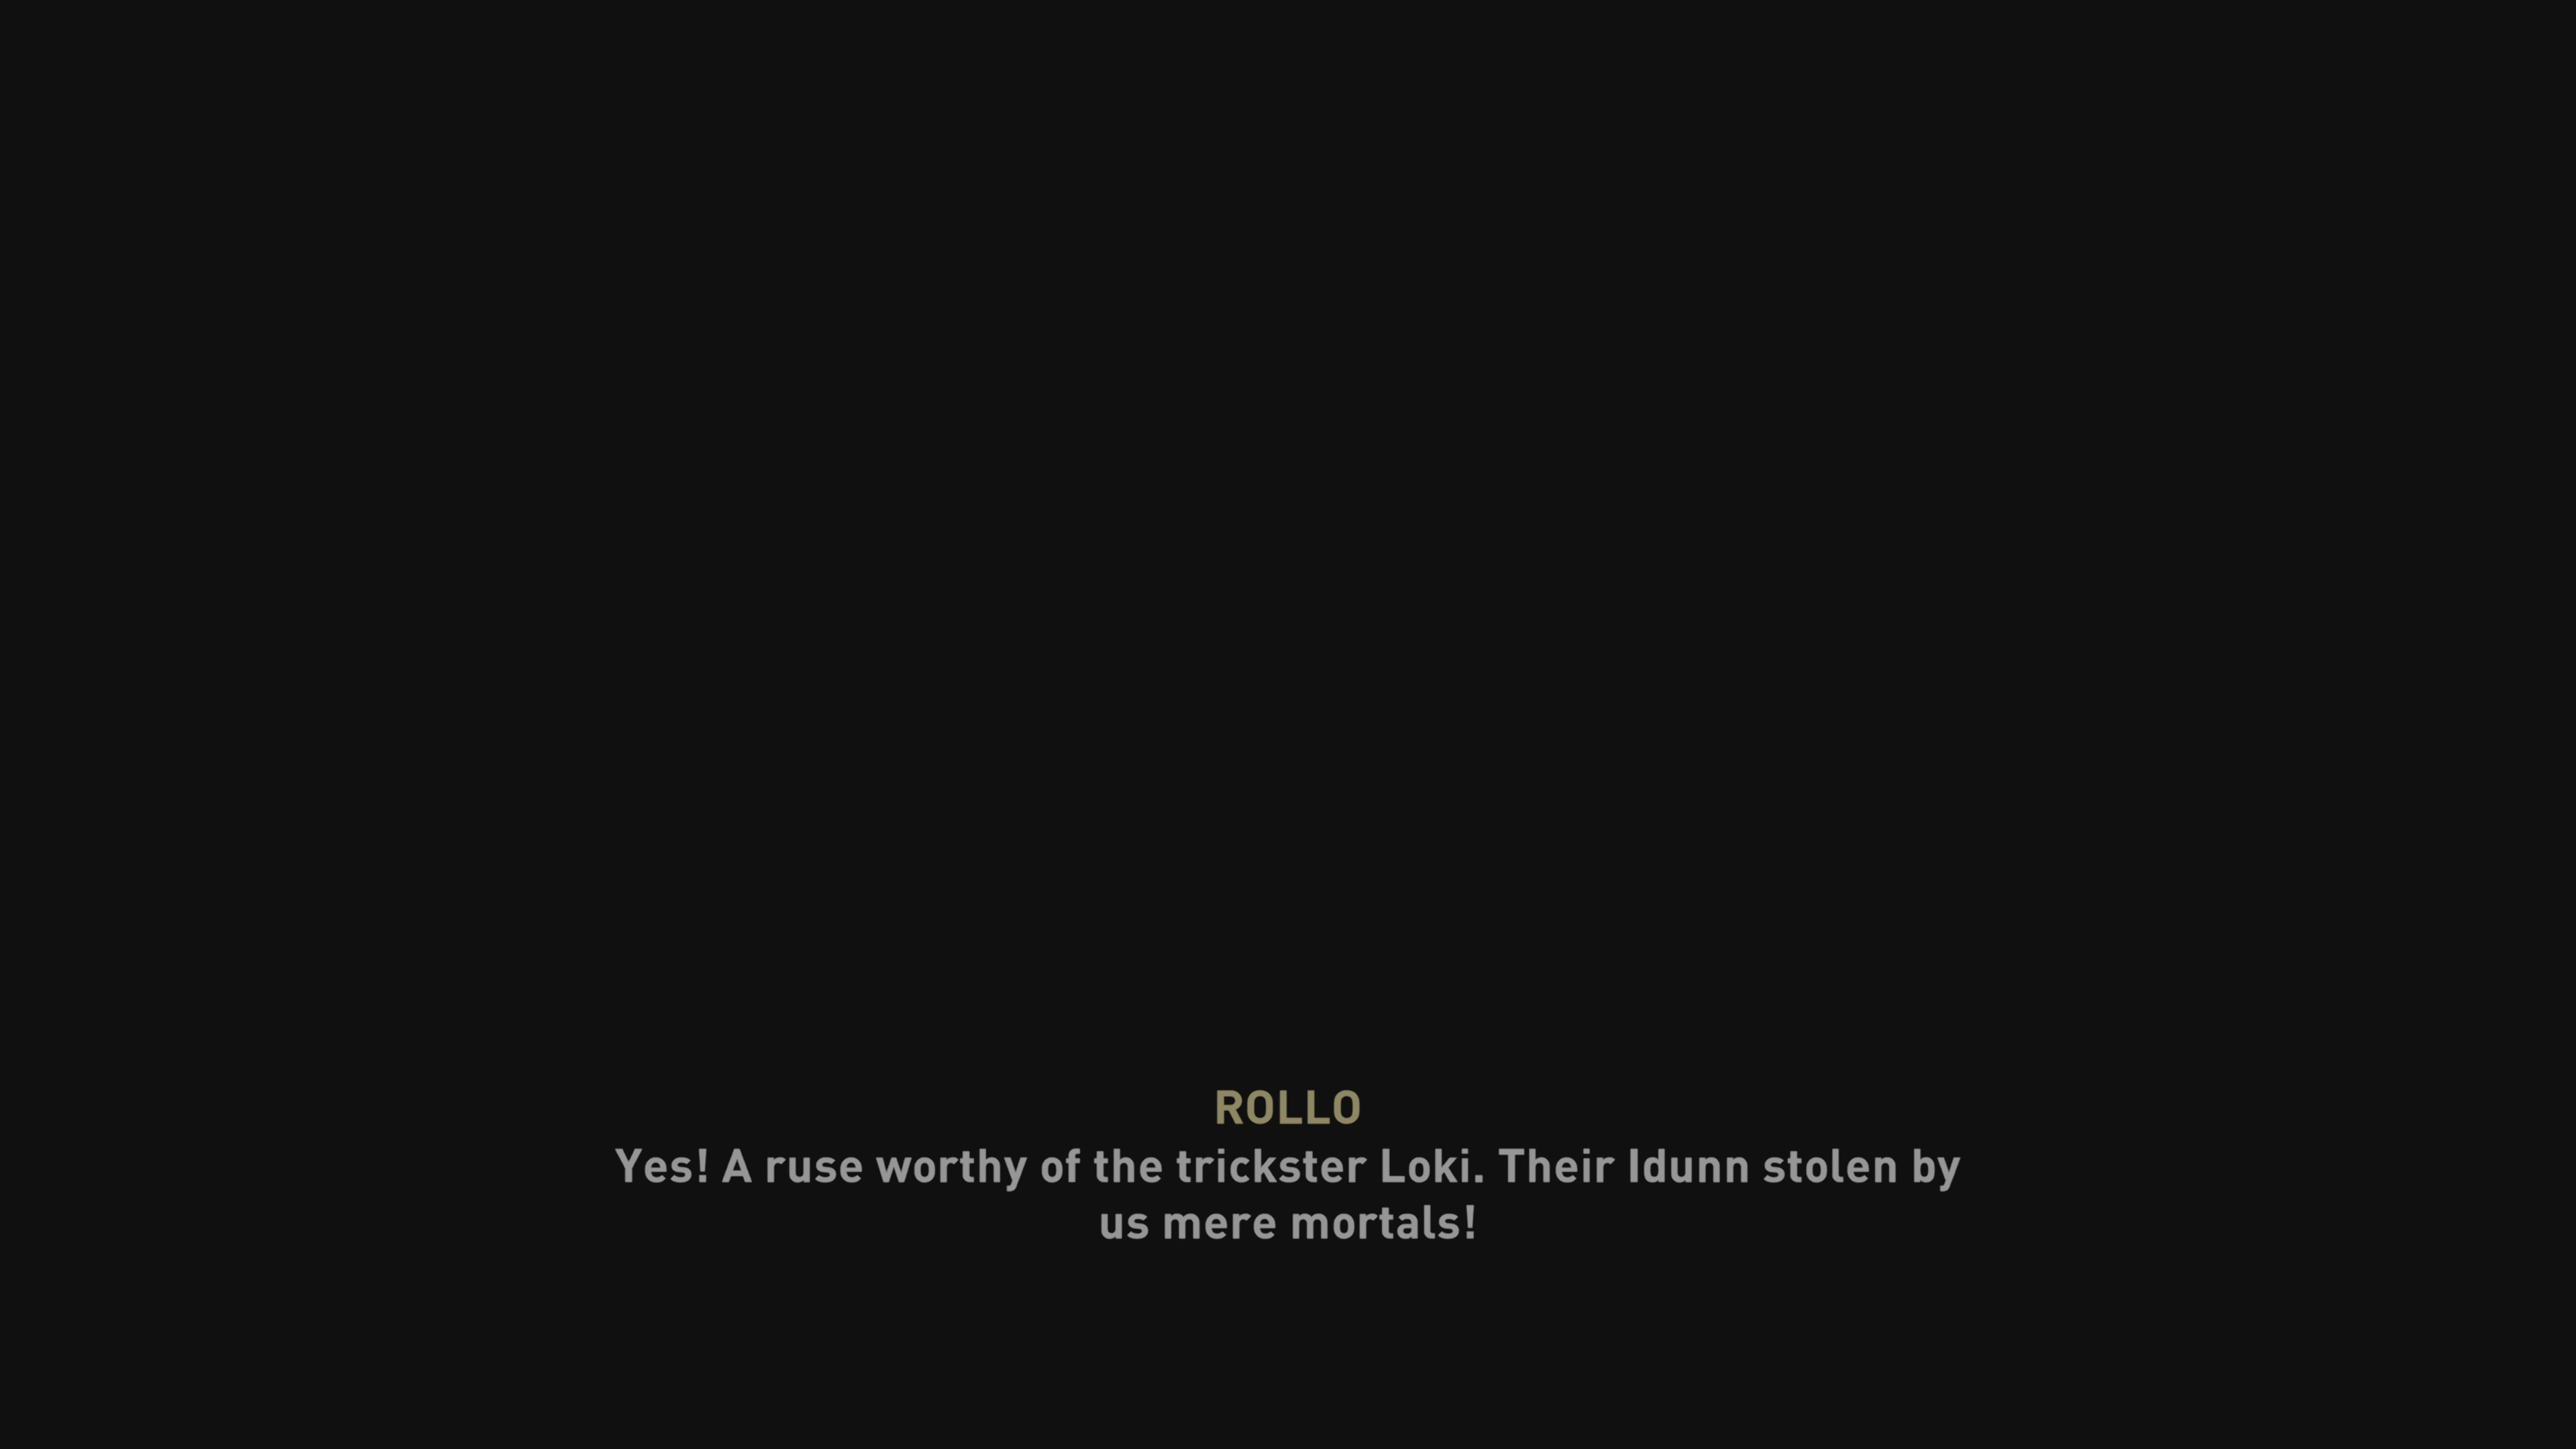 ROLLO
Yes! A ruse worthy of the trickster Loki. Their Idunn stolen by
us mere mortals!